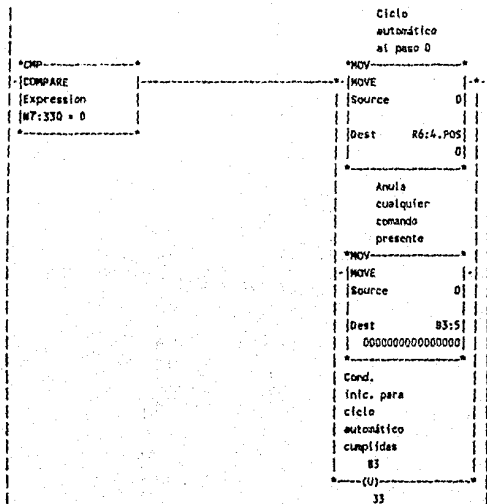 Ciclo
automático
al paso 0
*CMP------------------*
COMPARE
Expression
N7:330 = 0
*MOV------------------*
MOVE
Source 0
Dest R6:4.POS
0
Anula
cualquier
comando
presente
*MOV------------------*
MOVE
Source 0
Dest B3:5
0000000000000000
Cond.
inic. para
ciclo
automático
cumplidas
B3
(U)
33